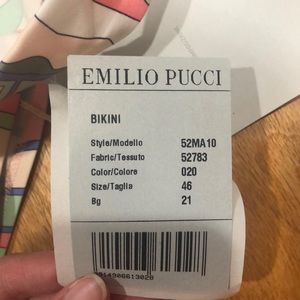 EMILIO PUCCI
BIKINI
Style/Modello 52MA10
Fabric/Tessuto 52783
Color/Colore 020
Size/Taglia 46
Bg 21